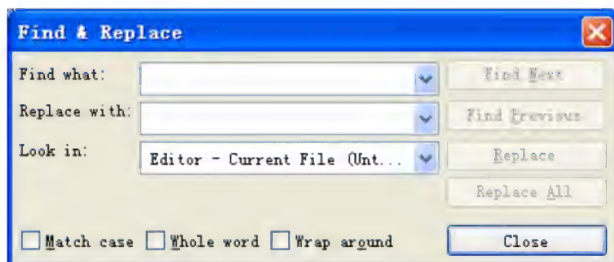 Find & Replace
Find what: Find Next
Replace with: Find Previous
Look in: Editor - Current File (Unt... Replace
Replace All
Match case Whole word Wrap around Close